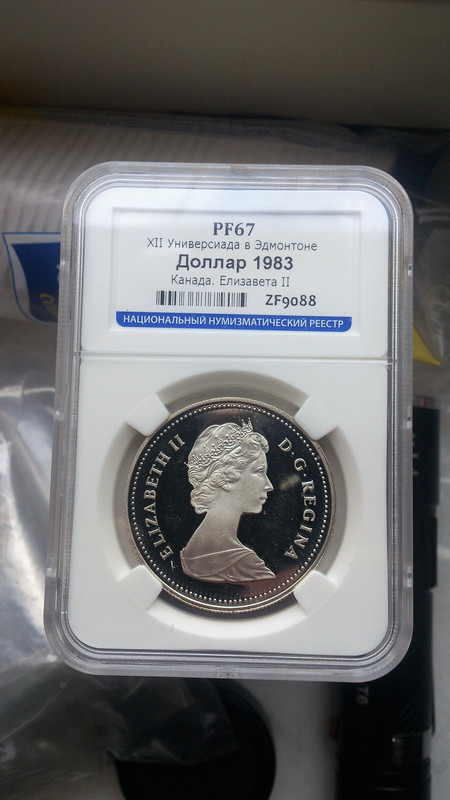 PF67
XII Универсиада в Эдмонтоне
Доллар 1983
Канада. Елизавета II
ZF9088
НАЦИОНАЛЬНЫЙ НУМИЗМАТИЧЕСКИЙ РЕЕСТР
ELIZABETH II D·G·REGINA